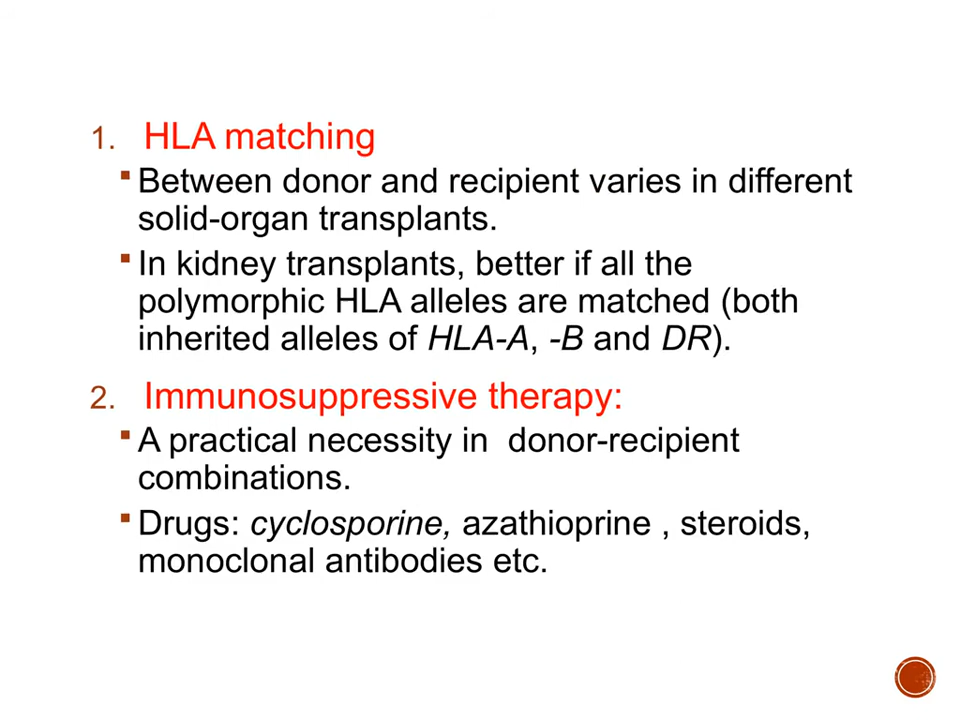 1. HLA matching
▪ Between donor and recipient varies in different
solid-organ transplants.
▪ In kidney transplants, better if all the
polymorphic HLA alleles are matched (both
inherited alleles of HLA-A, -B and DR).
2. Immunosuppressive therapy:
▪ A practical necessity in  donor-recipient
combinations.
▪ Drugs: cyclosporine, azathioprine , steroids,
monoclonal antibodies etc.